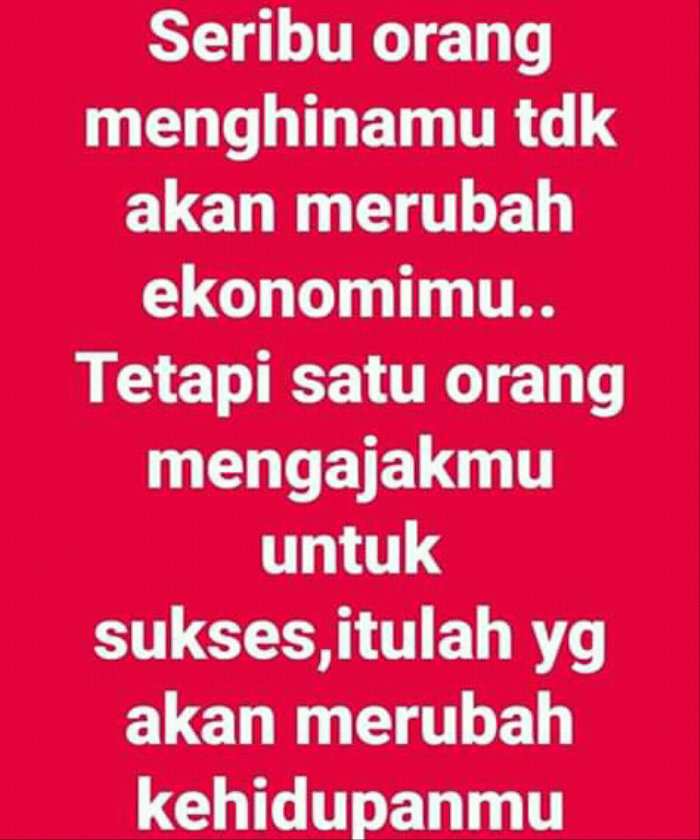 Seribu orang
menghinamu tdk
akan merubah
ekonomimu..
Tetapi satu orang
mengajakmu
untuk
sukses,itulah yg
akan merubah
kehidupanmu